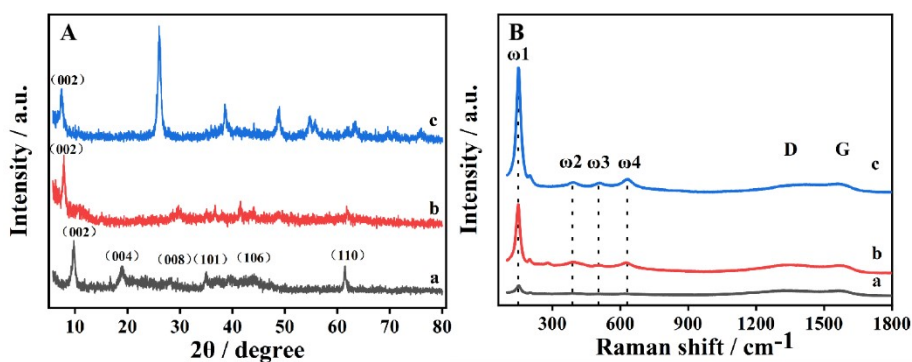 A
(002)
c
(002)
b
(002)
(004)
(008)
(101)
(106)
(110)
a
10 20 30 40 50 60 70 80
2θ / degree
Intensity / a.u.
B
ω1
ω2 ω3 ω4
D G
c
b
a
300 600 900 1200 1500 1800
Raman shift / cm-1
Intensity / a.u.